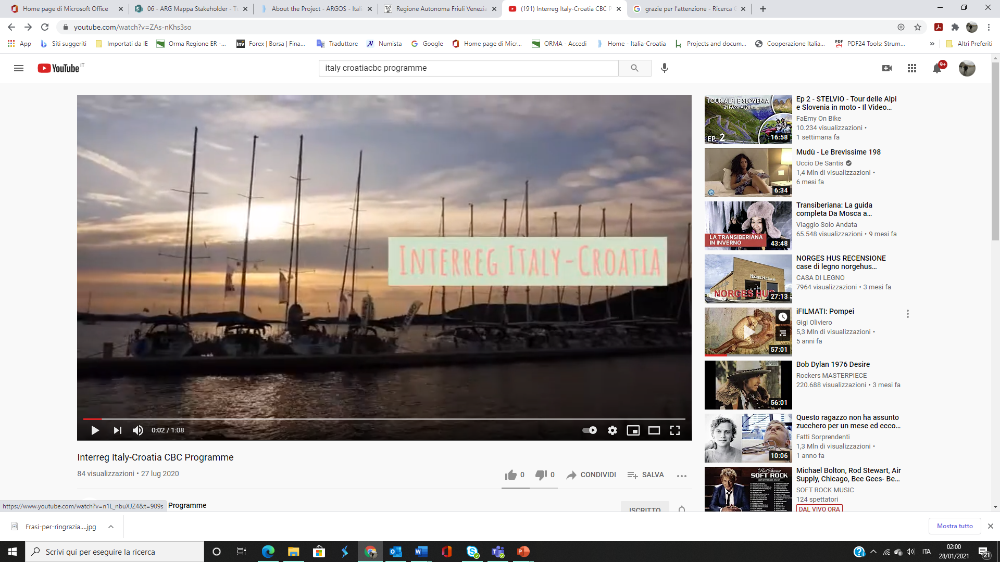 Home page di Microsoft Office
06 - ARG Mappa Stakeholder - Tu
About the Project - ARGOS - Itali
Regione Autonoma Friuli Venezia
(191) Interreg Italy-Croatia CBC P
grazie per l'attenzione - Ricerca G
youtube.com/watch?v=ZAs-nKhs3so
App
Siti suggeriti
Importati da IE
Orma Regione ER -...
Forex | Borsa | Fina...
Traduttore
Numista
Google
Home page di Micr...
ORMA - Accedi
Home - Italia-Croatia
Projects and docum...
Cooperazione Italia...
PDF24 Tools: Strum...
»
Altri Preferiti
YouTube IT
italy croatiacbc programme
9+
INTERREG ITALY-CROATIA
0:02 / 1:08
Interreg Italy-Croatia CBC Programme
84 visualizzazioni • 27 lug 2020
0
0
CONDIVIDI
SALVA
Programme
ISCRITTO
https://www.youtube.com/watch?v=n1L_nbuXJZ4&t=909s
TOUR ALPI E SLOVENIA
21 PASSI ALPINI
EP. 2
16:58
Ep 2 - STELVIO - Tour delle Alpi
e Slovenia in moto - Il Video...
FaEmy On Bike
10.234 visualizzazioni •
1 settimana fa
6:34
Mudù - Le Brevissime 198
Uccio De Santis
1,4 Mln di visualizzazioni •
6 mesi fa
LA TRANSIBERIANA
IN INVERNO
43:48
Transiberiana: La guida
completa Da Mosca a...
Viaggio Solo Andata
65.548 visualizzazioni • 9 mesi fa
NORGES HUS
27:13
NORGES HUS RECENSIONE
case di legno norgehus...
CASA DI LEGNO
7964 visualizzazioni • 3 mesi fa
57:01
iFILMATI: Pompei
Gigi Oliviero
5,3 Mln di visualizzazioni •
5 anni fa
DESIRE
56:01
Bob Dylan 1976 Desire
Rockers MASTERPIECE
220.688 visualizzazioni • 3 mesi fa
10:06
Questo ragazzo non ha assunto
zucchero per un mese ed ecco...
Fatti Sorprendenti
1,3 Mln di visualizzazioni •
1 anno fa
Rod Stewart
SOFT ROCK
Michael Bolton, Rod Stewart, Air
Supply, Chicago, Bee Gees- Be...
SOFT ROCK MUSIC
124 spettatori
DAL VIVO ORA
Frasi-per-ringrazia....jpg
Mostra tutto
Scrivi qui per eseguire la ricerca
ITA
02:00
28/01/2021
21